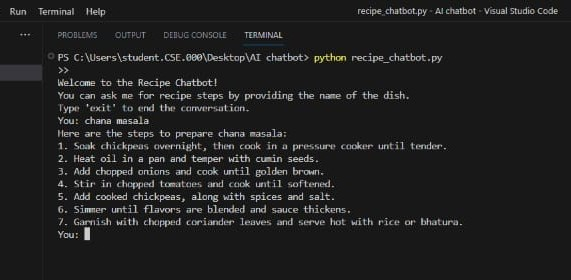 Run Terminal Help
recipe_chatbot.py - AI chatbot - Visual Studio Code
... PROBLEMS OUTPUT DEBUG CONSOLE TERMINAL
PS C:\Users\student.CSE.000\Desktop\AI chatbot> python recipe_chatbot.py
>>
Welcome to the Recipe Chatbot!
You can ask me for recipe steps by providing the name of the dish.
Type 'exit' to end the conversation.
You: chana masala
Here are the steps to prepare chana masala:
1. Soak chickpeas overnight, then cook in a pressure cooker until tender.
2. Heat oil in a pan and temper with cumin seeds.
3. Add chopped onions and cook until golden brown.
4. Stir in chopped tomatoes and cook until softened.
5. Add cooked chickpeas, along with spices and salt.
6. Simmer until flavors are blended and sauce thickens.
7. Garnish with chopped coriander leaves and serve hot with rice or bhatura.
You: